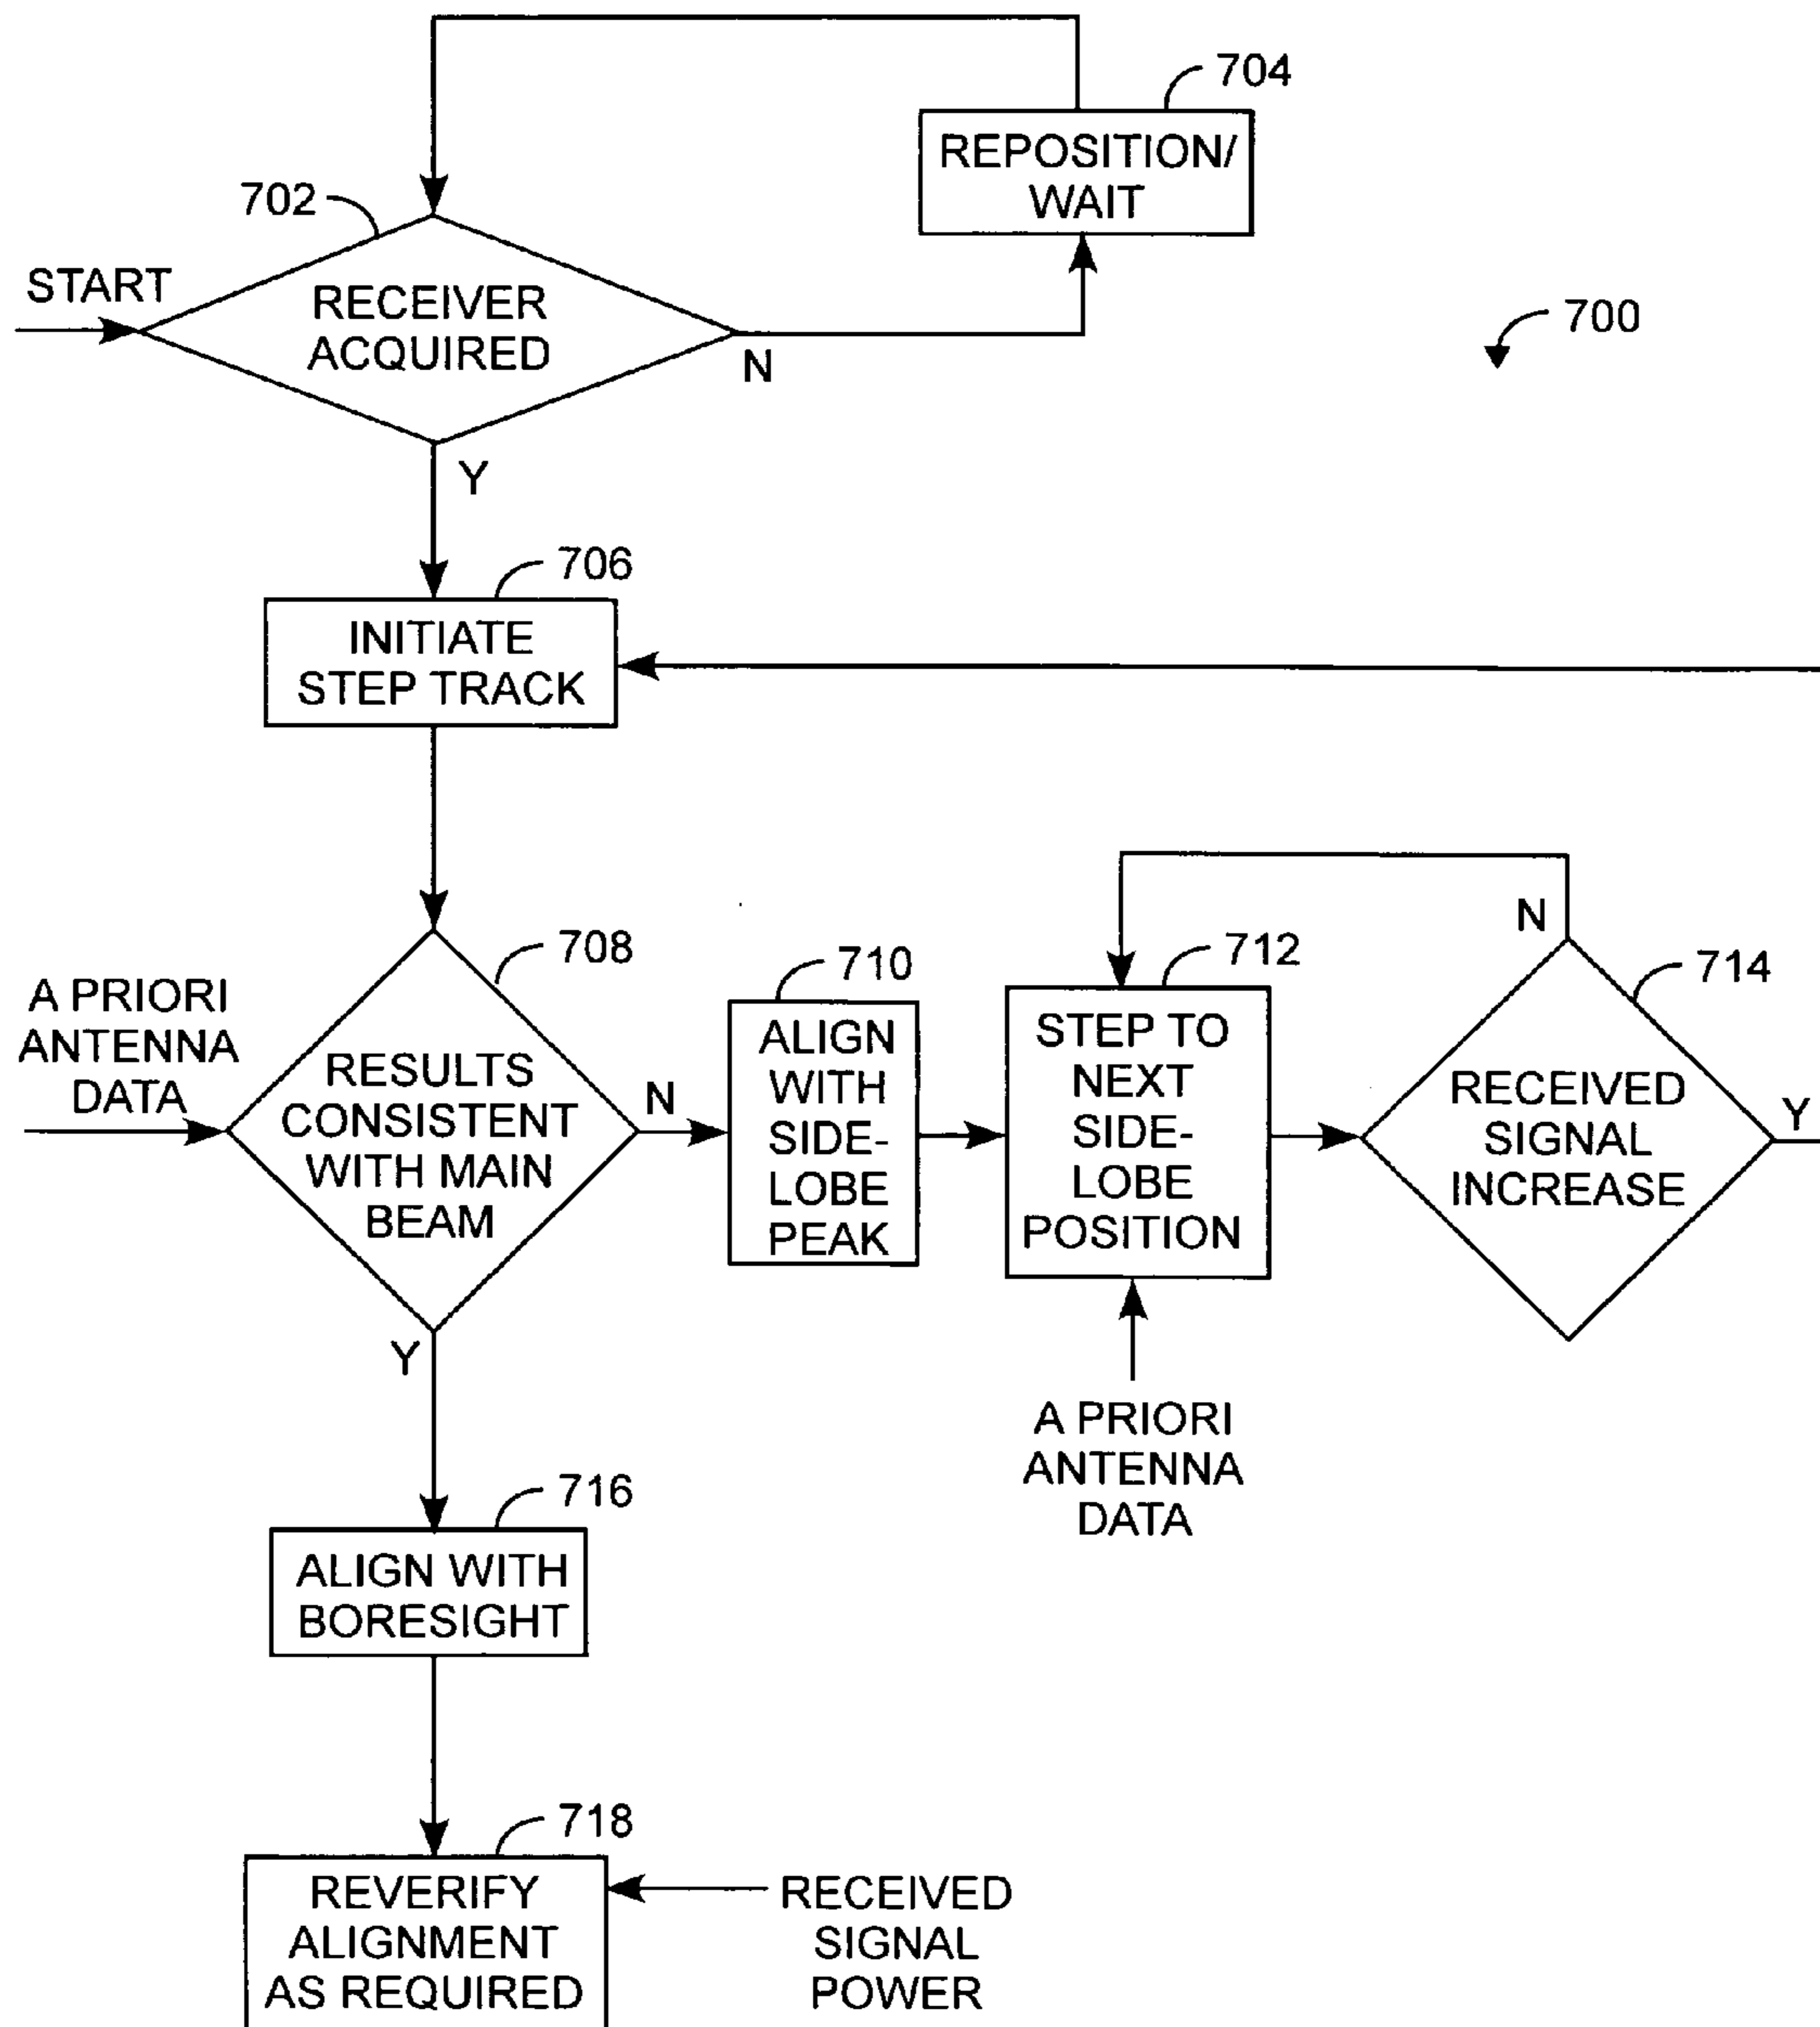 704
REPOSITION/
WAIT
702
START
RECEIVER
ACQUIRED
N
700
Y
706
INITIATE
STEP TRACK
708
A PRIORI
ANTENNA
DATA
RESULTS
CONSISTENT
WITH MAIN
BEAM
N
710
ALIGN
WITH
SIDE-
LOBE
PEAK
712
STEP TO
NEXT
SIDE-
LOBE
POSITION
N
714
RECEIVED
SIGNAL
INCREASE
Y
Y
A PRIORI
ANTENNA
DATA
716
ALIGN WITH
BORESIGHT
718
REVERIFY
ALIGNMENT
AS REQUIRED
RECEIVED
SIGNAL
POWER